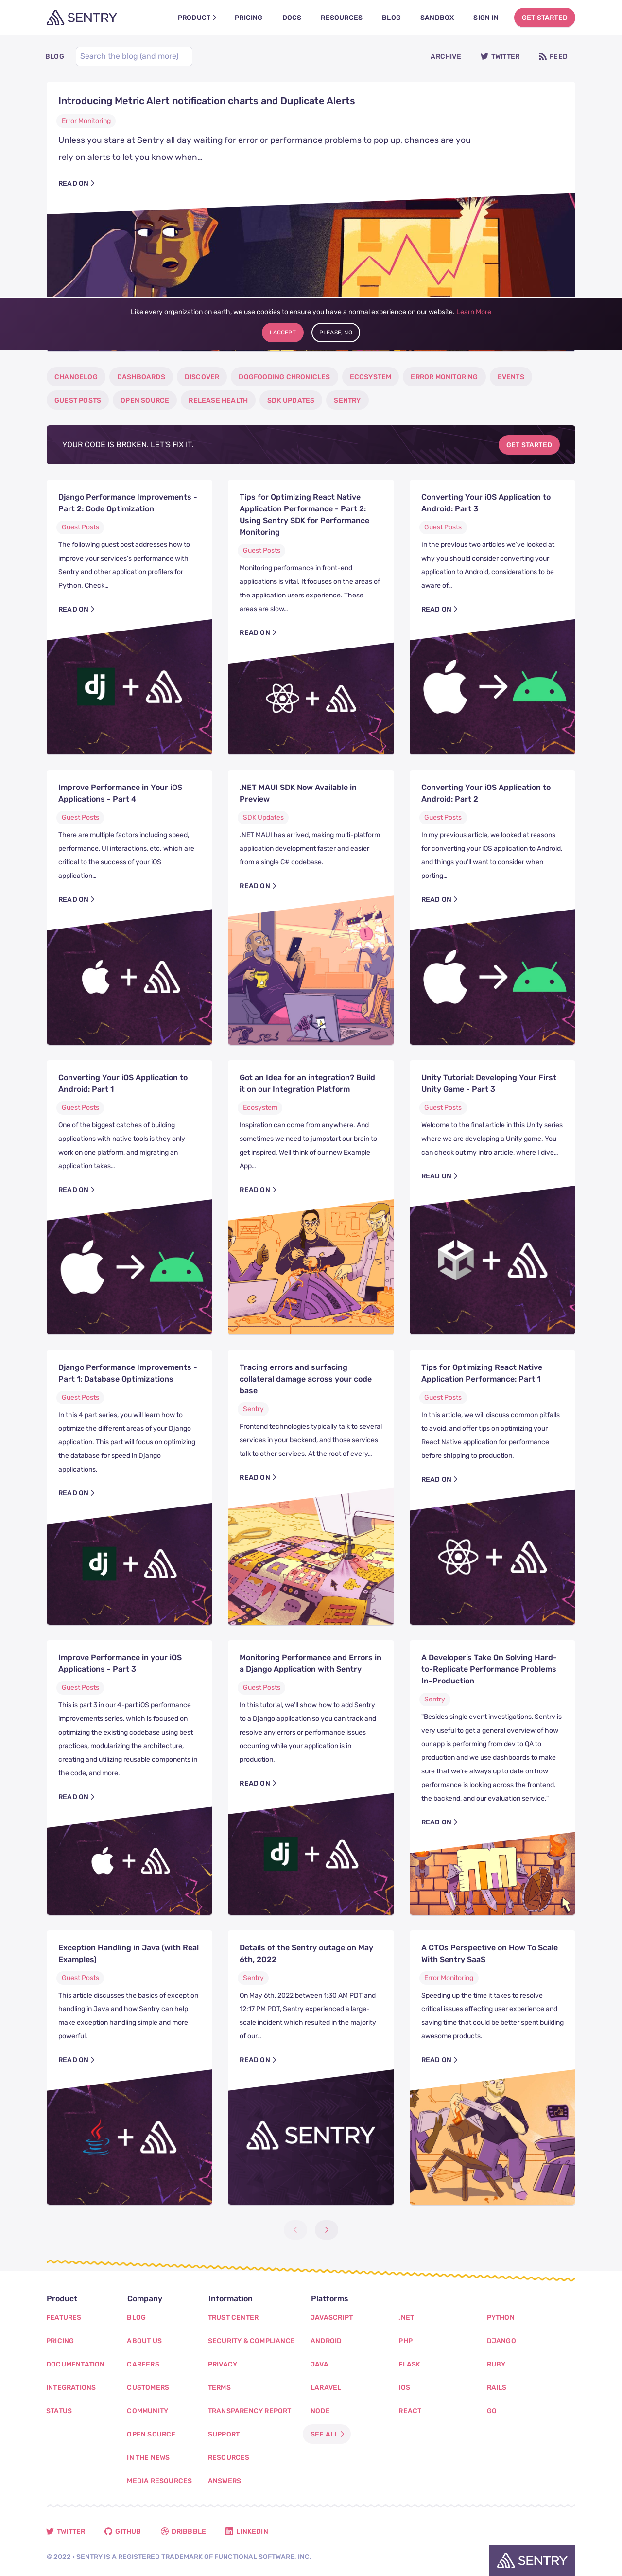 SENTRY
PRODUCT
PRICING
DOCS
RESOURCES
BLOG
SANDBOX
SIGN IN
GET STARTED
BLOG
Search the blog (and more)
ARCHIVE
TWITTER
FEED
Introducing Metric Alert notification charts and Duplicate Alerts
Error Monitoring
Unless you stare at Sentry all day waiting for error or performance problems to pop up, chances are you
rely on alerts to let you know when…
READ ON
Like every organization on earth, we use cookies to ensure you have a normal experience on our website. Learn More
I ACCEPT
PLEASE, NO
CHANGELOG
DASHBOARDS
DISCOVER
DOGFOODING CHRONICLES
ECOSYSTEM
ERROR MONITORING
EVENTS
GUEST POSTS
OPEN SOURCE
RELEASE HEALTH
SDK UPDATES
SENTRY
YOUR CODE IS BROKEN. LET'S FIX IT.
GET STARTED
Django Performance Improvements -
Part 2: Code Optimization
Guest Posts
The following guest post addresses how to
improve your services's performance with
Sentry and other application profilers for
Python. Check…
READ ON
dj
Tips for Optimizing React Native
Application Performance - Part 2:
Using Sentry SDK for Performance
Monitoring
Guest Posts
Monitoring performance in front-end
applications is vital. It focuses on the areas of
the application users experience. These
areas are slow…
READ ON
Converting Your iOS Application to
Android: Part 3
Guest Posts
In the previous two articles we've looked at
why you should consider converting your
application to Android, considerations to be
aware of…
READ ON
Improve Performance in Your iOS
Applications - Part 4
Guest Posts
There are multiple factors including speed,
performance, UI interactions, etc. which are
critical to the success of your iOS
application…
READ ON
.NET MAUI SDK Now Available in
Preview
SDK Updates
.NET MAUI has arrived, making multi-platform
application development faster and easier
from a single C# codebase.
READ ON
Converting Your iOS Application to
Android: Part 2
Guest Posts
In my previous article, we looked at reasons
for converting your iOS application to Android,
and things you'll want to consider when
porting…
READ ON
Converting Your iOS Application to
Android: Part 1
Guest Posts
One of the biggest catches of building
applications with native tools is they only
work on one platform, and migrating an
application takes…
READ ON
Got an Idea for an integration? Build
it on our Integration Platform
Ecosystem
Inspiration can come from anywhere. And
sometimes we need to jumpstart our brain to
get inspired. Well think of our new Example
App…
READ ON
Unity Tutorial: Developing Your First
Unity Game - Part 3
Guest Posts
Welcome to the final article in this Unity series
where we are developing a Unity game. You
can check out my intro article, where I dive…
READ ON
Django Performance Improvements -
Part 1: Database Optimizations
Guest Posts
In this 4 part series, you will learn how to
optimize the different areas of your Django
application. This part will focus on optimizing
the database for speed in Django
applications.
READ ON
dj
Tracing errors and surfacing
collateral damage across your code
base
Sentry
Frontend technologies typically talk to several
services in your backend, and those services
talk to other services. At the root of every…
READ ON
Tips for Optimizing React Native
Application Performance: Part 1
Guest Posts
In this article, we will discuss common pitfalls
to avoid, and offer tips on optimizing your
React Native application for performance
before shipping to production.
READ ON
Improve Performance in your iOS
Applications - Part 3
Guest Posts
This is part 3 in our 4-part iOS performance
improvements series, which is focused on
optimizing the existing codebase using best
practices, modularizing the architecture,
creating and utilizing reusable components in
the code, and more.
READ ON
Monitoring Performance and Errors in
a Django Application with Sentry
Guest Posts
In this tutorial, we'll show how to add Sentry
to a Django application so you can track and
resolve any errors or performance issues
occurring while your application is in
production.
READ ON
dj
A Developer's Take On Solving Hard-
to-Replicate Performance Problems
In-Production
Sentry
"Besides single event investigations, Sentry is
very useful to get a general overview of how
our app is performing from dev to QA to
production and we use dashboards to make
sure that we're always up to date on how
performance is looking across the frontend,
the backend, and our evaluation service."
READ ON
Exception Handling in Java (with Real
Examples)
Guest Posts
This article discusses the basics of exception
handling in Java and how Sentry can help
make exception handling simple and more
powerful.
READ ON
Details of the Sentry outage on May
6th, 2022
Sentry
On May 6th, 2022 between 1:30 AM PDT and
12:17 PM PDT, Sentry experienced a large-
scale incident which resulted in the majority
of our…
READ ON
SENTRY
A CTOs Perspective on How To Scale
With Sentry SaaS
Error Monitoring
Speeding up the time it takes to resolve
critical issues affecting user experience and
saving time that could be better spent building
awesome products.
READ ON
Product
FEATURES
PRICING
DOCUMENTATION
INTEGRATIONS
STATUS
Company
BLOG
ABOUT US
CAREERS
CUSTOMERS
COMMUNITY
OPEN SOURCE
IN THE NEWS
MEDIA RESOURCES
Information
TRUST CENTER
SECURITY & COMPLIANCE
PRIVACY
TERMS
TRANSPARENCY REPORT
SUPPORT
RESOURCES
ANSWERS
Platforms
JAVASCRIPT
ANDROID
JAVA
LARAVEL
NODE
SEE ALL
.NET
PHP
FLASK
IOS
REACT
PYTHON
DJANGO
RUBY
RAILS
GO
TWITTER
GITHUB
DRIBBBLE
LINKEDIN
© 2022 • SENTRY IS A REGISTERED TRADEMARK OF FUNCTIONAL SOFTWARE, INC.
SENTRY